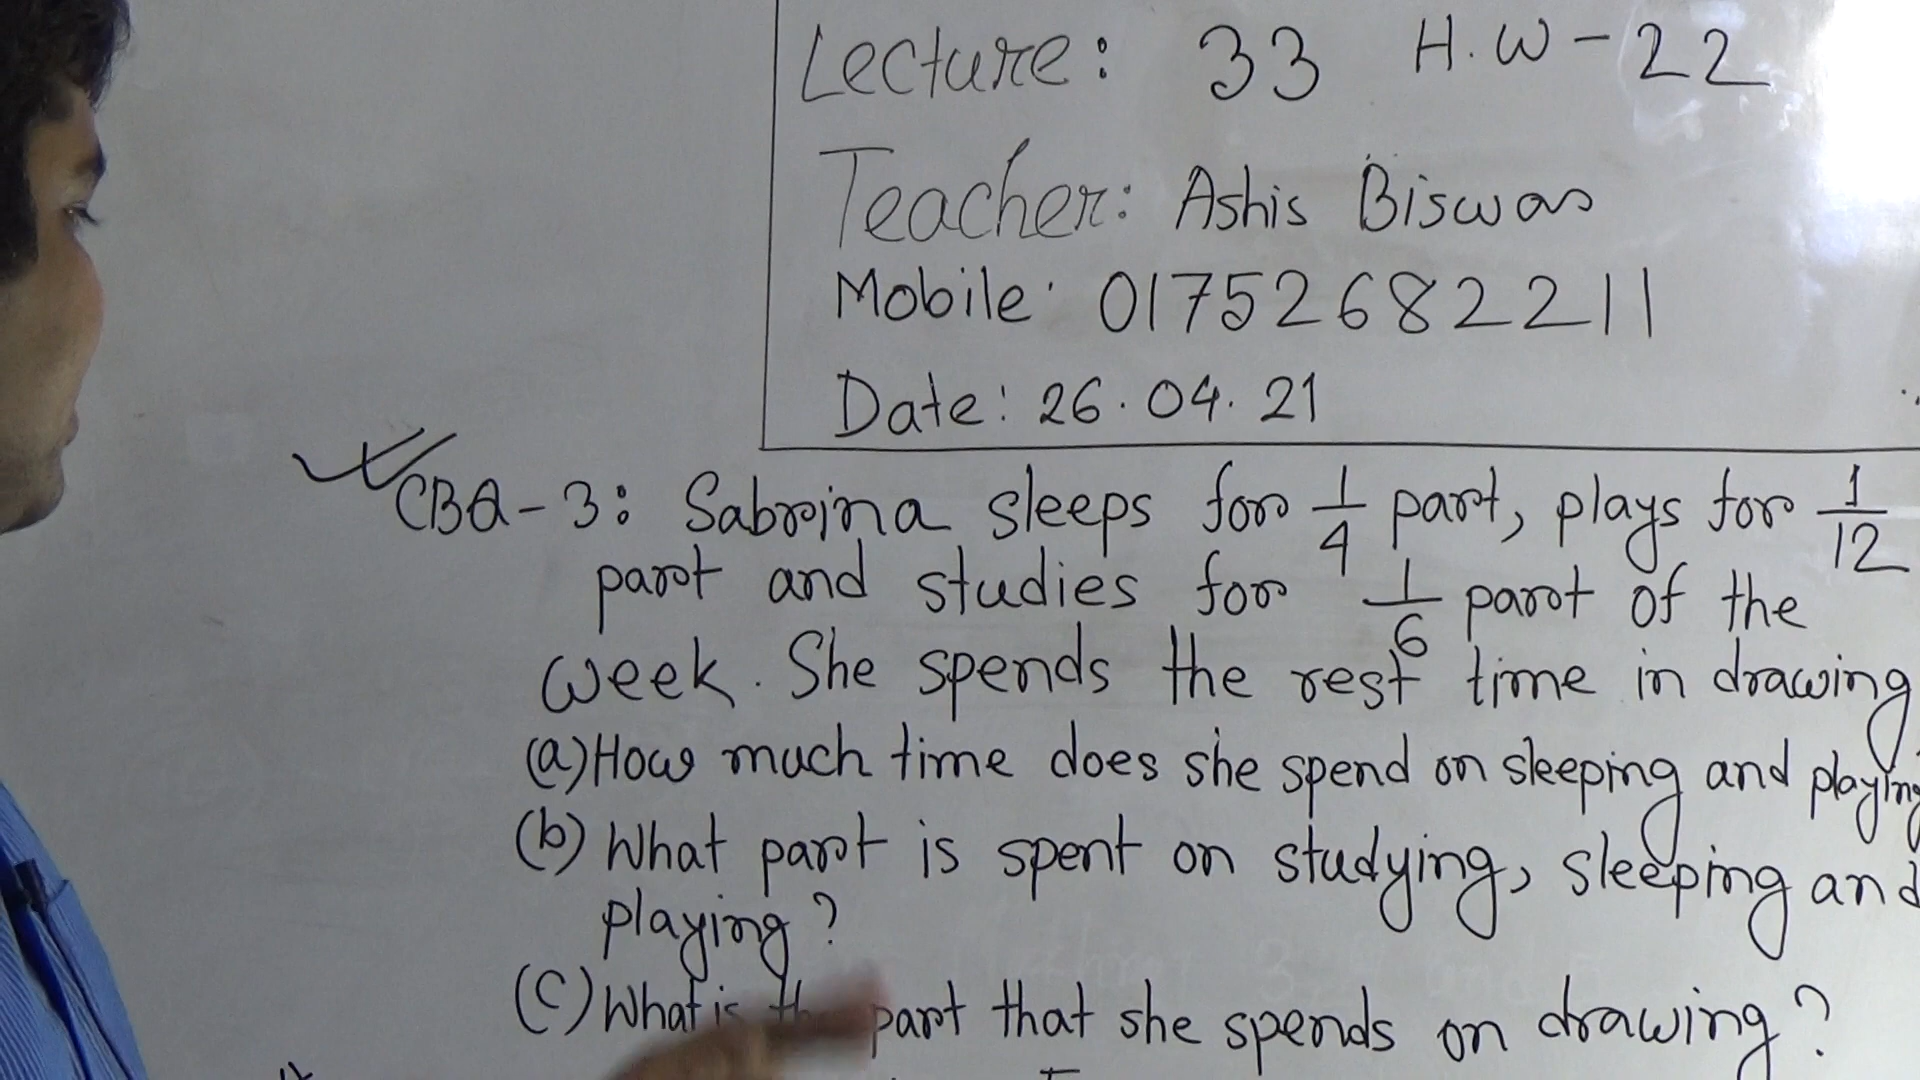 Lecture: 33 H.W-22
Teacher: Ashis Biswas
Mobile: 01752682211
Date: 26.04.21
CBQ-3: Sabrina sleeps for 1/4 part, plays for 1/12
part and studies for 1/6 part of the
week. She spends the rest time in drawing
(a) How much time does she spend on sleeping and playing
(b) What part is spent on studying, sleeping and
playing?
(c) What is the part that she spends on drawing?